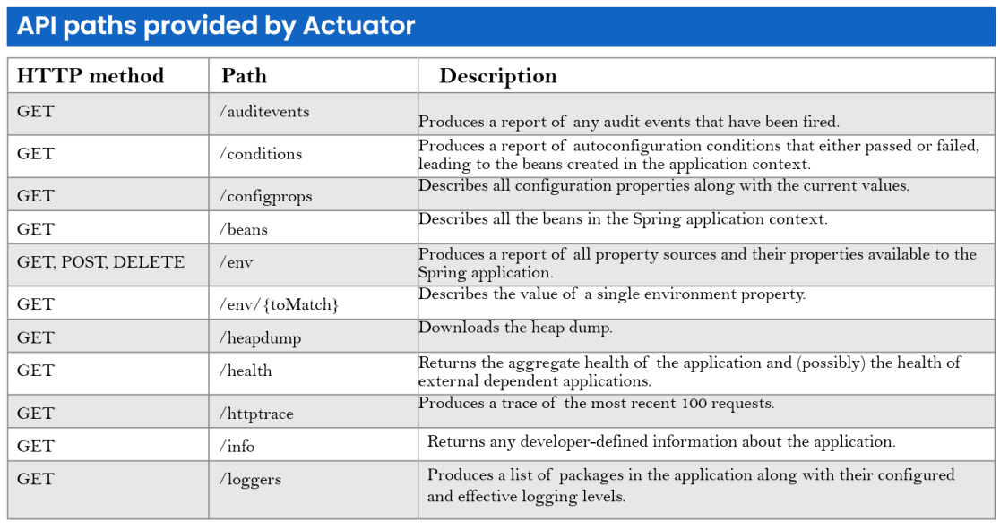 API paths provided by Actuator
HTTP method Path Description
GET /auditevents Produces a report of any audit events that have been fired.
GET /conditions Produces a report of autoconfiguration conditions that either passed or failed,
leading to the beans created in the application context.
GET /configprops Describes all configuration properties along with the current values.
GET /beans Describes all the beans in the Spring application context.
GET, POST, DELETE /env Produces a report of all property sources and their properties available to the
Spring application.
GET /env/{toMatch} Describes the value of a single environment property.
GET /heapdump Downloads the heap dump.
GET /health Returns the aggregate health of the application and (possibly) the health of
external dependent applications.
GET /httptrace Produces a trace of the most recent 100 requests.
GET /info Returns any developer-defined information about the application.
GET /loggers Produces a list of packages in the application along with their configured
and effective logging levels.